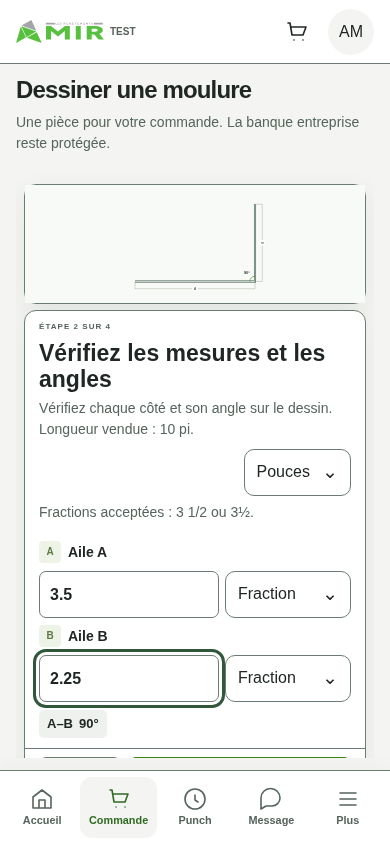 AMIR TEST
AM
Dessiner une moulure
Une pièce pour votre commande. La banque entreprise
reste protégée.
90°
ÉTAPE 2 SUR 4
Vérifiez les mesures et les
angles
Vérifiez chaque côté et son angle sur le dessin.
Longueur vendue : 10 pi.
Pouces
Fractions acceptées : 3 1/2 ou 3½.
A Aile A
3.5 Fraction
B Aile B
2.25 Fraction
A–B 90°
Accueil Commande Punch Message Plus